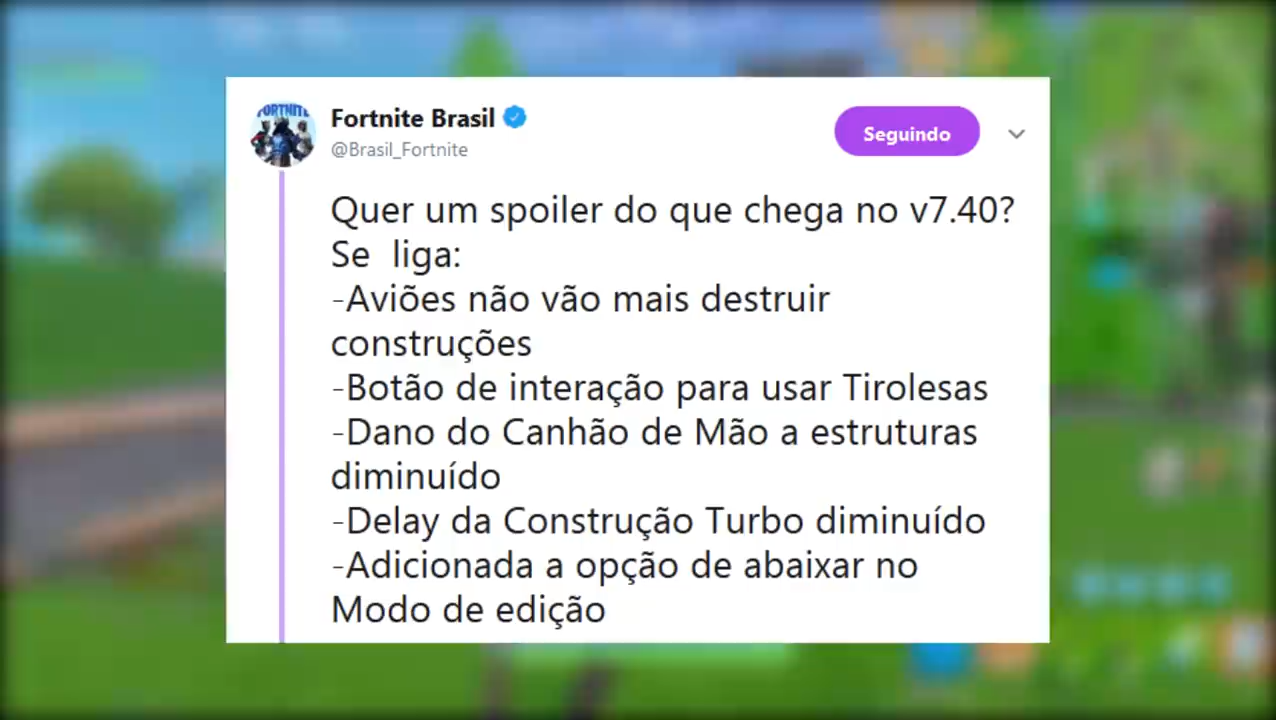 FORTNITE
Fortnite Brasil
@Brasil_Fortnite
Seguindo
Quer um spoiler do que chega no v7.40?
Se liga:
-Aviões não vão mais destruir
construções
-Botão de interação para usar Tirolesas
-Dano do Canhão de Mão a estruturas
diminuído
-Delay da Construção Turbo diminuído
-Adicionada a opção de abaixar no
Modo de edição